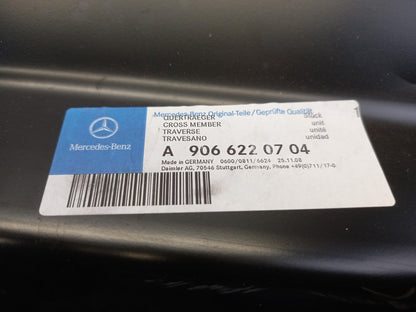 Mercedes-Benz Original-Teile/Geprüfte Qualität
QUERTRAEGER
CROSS MEMBER unit
TRAVERSE unité
TRAVESANO unidad
Mercedes-Benz
A 906 622 07 04
Made in GERMANY 0600/0811/6624 25.11.08
Daimler AG, 70546 Stuttgart, Germany, Phone +49(0)711/17-0